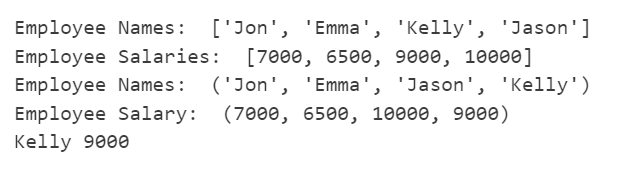 Employee Names:  ['Jon', 'Emma', 'Kelly', 'Jason']
Employee Salaries:  [7000, 6500, 9000, 10000]
Employee Names:  ('Jon', 'Emma', 'Jason', 'Kelly')
Employee Salary:  (7000, 6500, 10000, 9000)
Kelly 9000